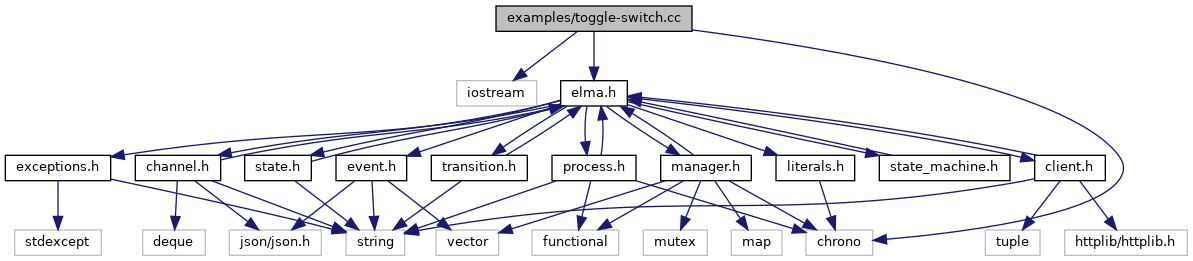 examples/toggle-switch.cc
iostream
elma.h
exceptions.h
channel.h
state.h
event.h
transition.h
process.h
manager.h
literals.h
state_machine.h
client.h
stdexcept
deque
json/json.h
string
vector
functional
mutex
map
chrono
tuple
httplib/httplib.h